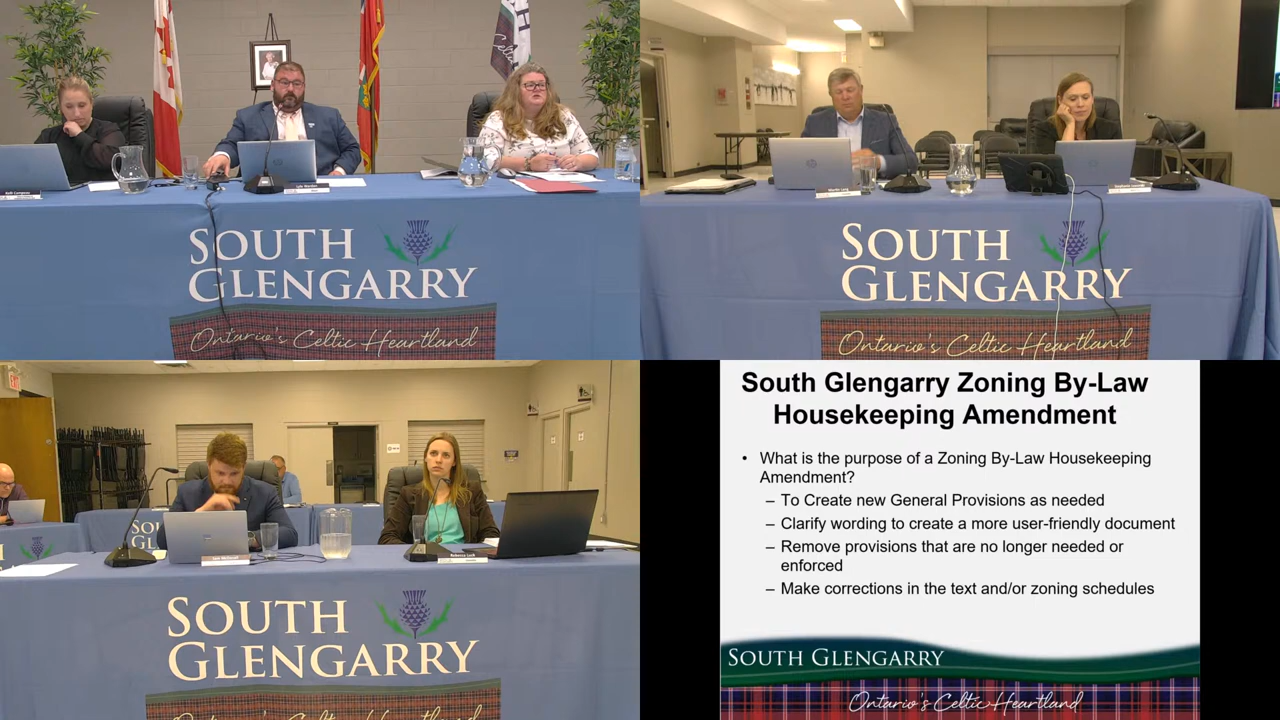 SOUTH
GLENGARRY
Ontario's Celtic Heartland
SOUTH
GLENGARRY
Ontario's Celtic Heartland
EXIT
SOUTH
GLENGARRY
South Glengarry Zoning By-Law
Housekeeping Amendment
• What is the purpose of a Zoning By-Law Housekeeping
Amendment?
– To Create new General Provisions as needed
– Clarify wording to create a more user-friendly document
– Remove provisions that are no longer needed or
enforced
– Make corrections in the text and/or zoning schedules
SOUTH GLENGARRY
Ontario's Celtic Heartland